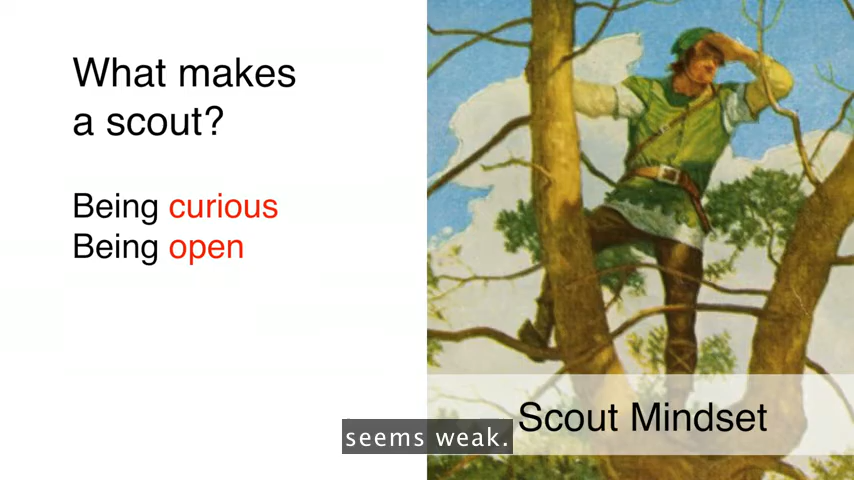 What makes
a scout?
Being curious
Being open
Scout Mindset
seems weak.